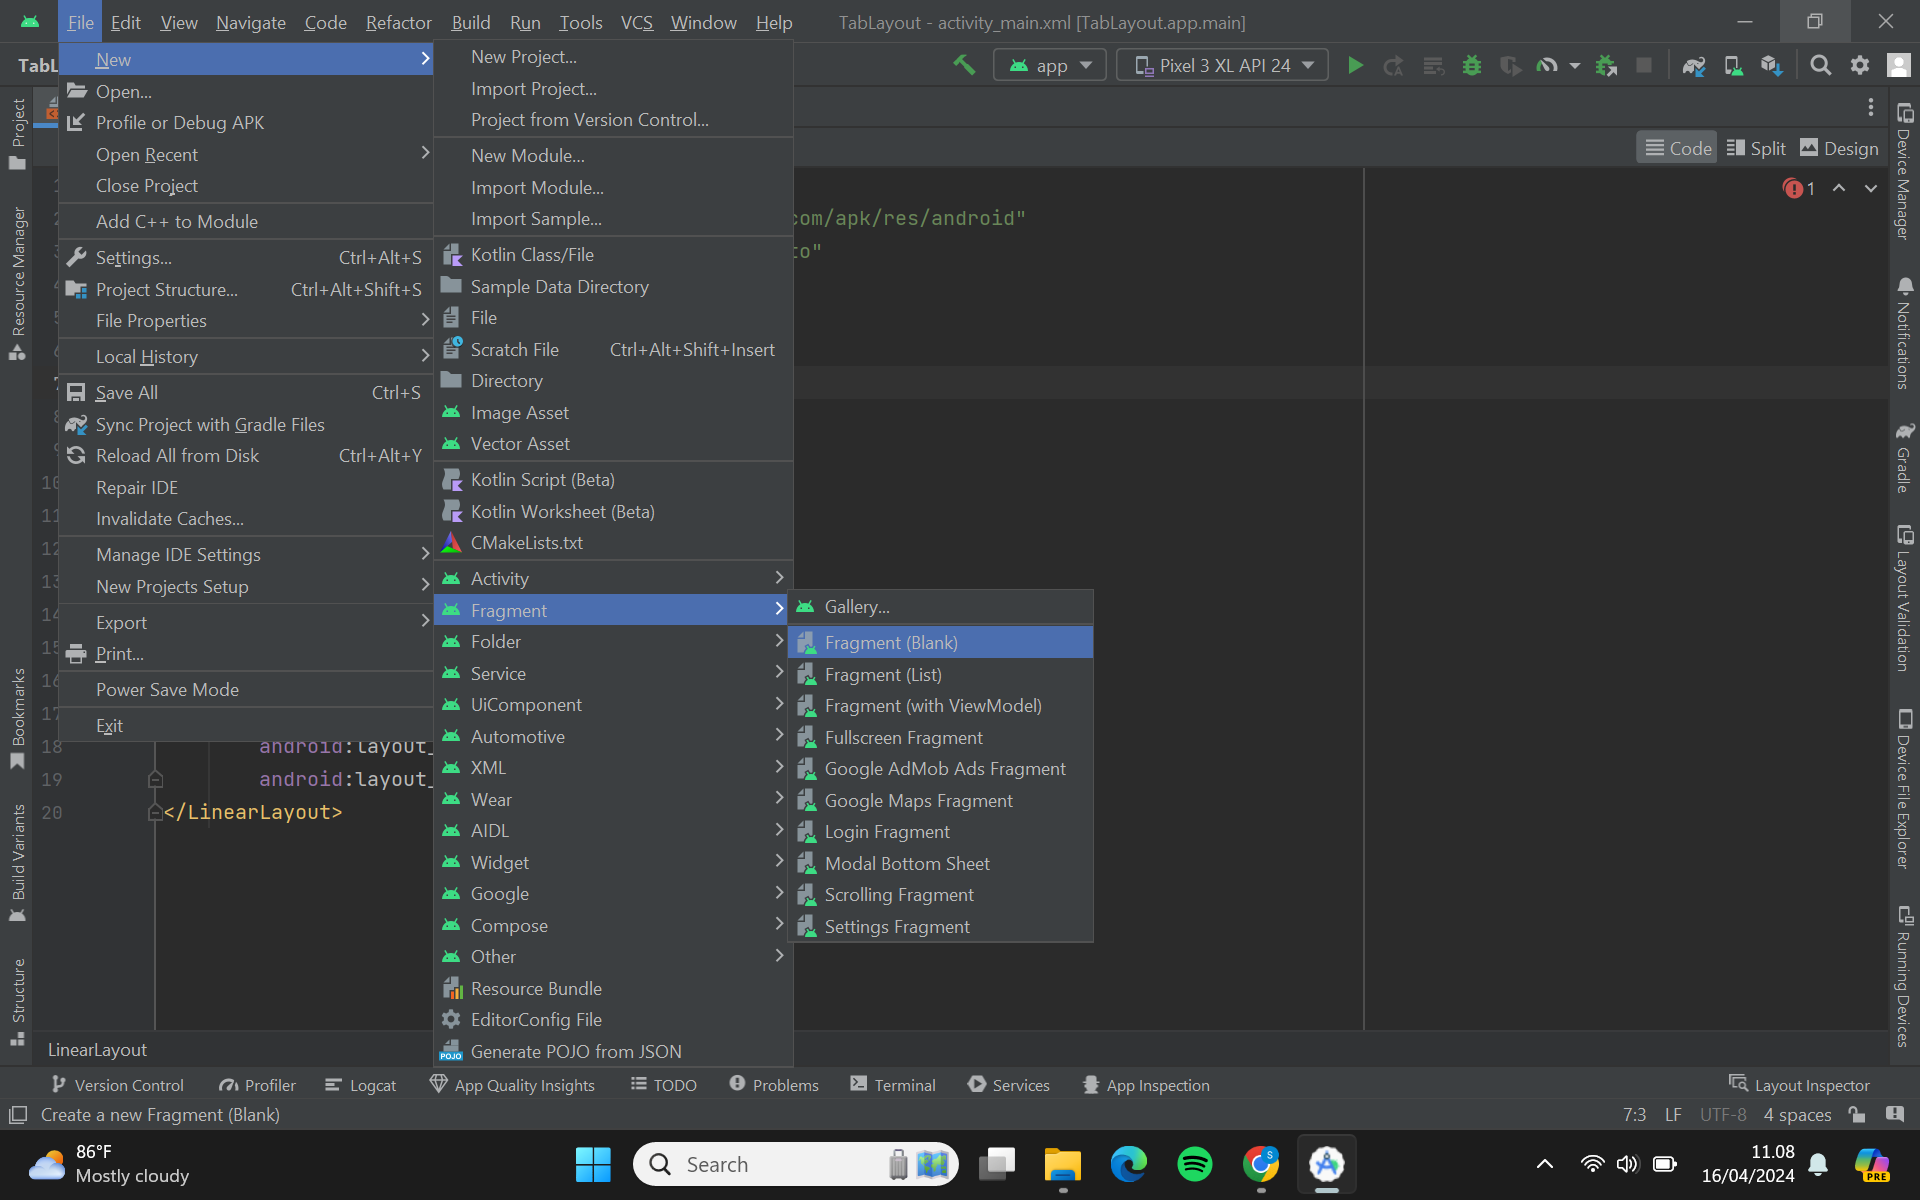 File Edit View Navigate Code Refactor Build Run Tools VCS Window Help TabLayout - activity_main.xml [TabLayout.app.main]
TabL app Pixel 3 XL API 24
Code Split Design
1
New
Open...
Profile or Debug APK
Open Recent
Close Project
Add C++ to Module
Settings... Ctrl+Alt+S
Project Structure... Ctrl+Alt+Shift+S
File Properties
Local History
Save All Ctrl+S
Sync Project with Gradle Files
Reload All from Disk Ctrl+Alt+Y
Repair IDE
Invalidate Caches...
Manage IDE Settings
New Projects Setup
Export
Print...
Power Save Mode
Exit
New Project...
Import Project...
Project from Version Control...
New Module...
Import Module...
Import Sample...
Kotlin Class/File
Sample Data Directory
File
Scratch File Ctrl+Alt+Shift+Insert
Directory
Image Asset
Vector Asset
Kotlin Script (Beta)
Kotlin Worksheet (Beta)
CMakeLists.txt
Activity
Fragment
Folder
Service
UiComponent
Automotive
XML
Wear
AIDL
Widget
Google
Compose
Other
Resource Bundle
EditorConfig File
POJO Generate POJO from JSON
Gallery...
Fragment (Blank)
Fragment (List)
Fragment (with ViewModel)
Fullscreen Fragment
Google AdMob Ads Fragment
Google Maps Fragment
Login Fragment
Modal Bottom Sheet
Scrolling Fragment
Settings Fragment
com/apk/res/android"
to"
18 android:layout_
19 android:layout_
20 </LinearLayout>
Project
Resource Manager
Bookmarks
Build Variants
Structure
Device Manager
Notifications
Gradle
Layout Validation
Device File Explorer
Running Devices
LinearLayout
Version Control Profiler Logcat App Quality Insights TODO Problems Terminal Services App Inspection Layout Inspector
Create a new Fragment (Blank) 7:3 LF UTF-8 4 spaces
86°F
Mostly cloudy
Search
S
11.08
16/04/2024
PRE